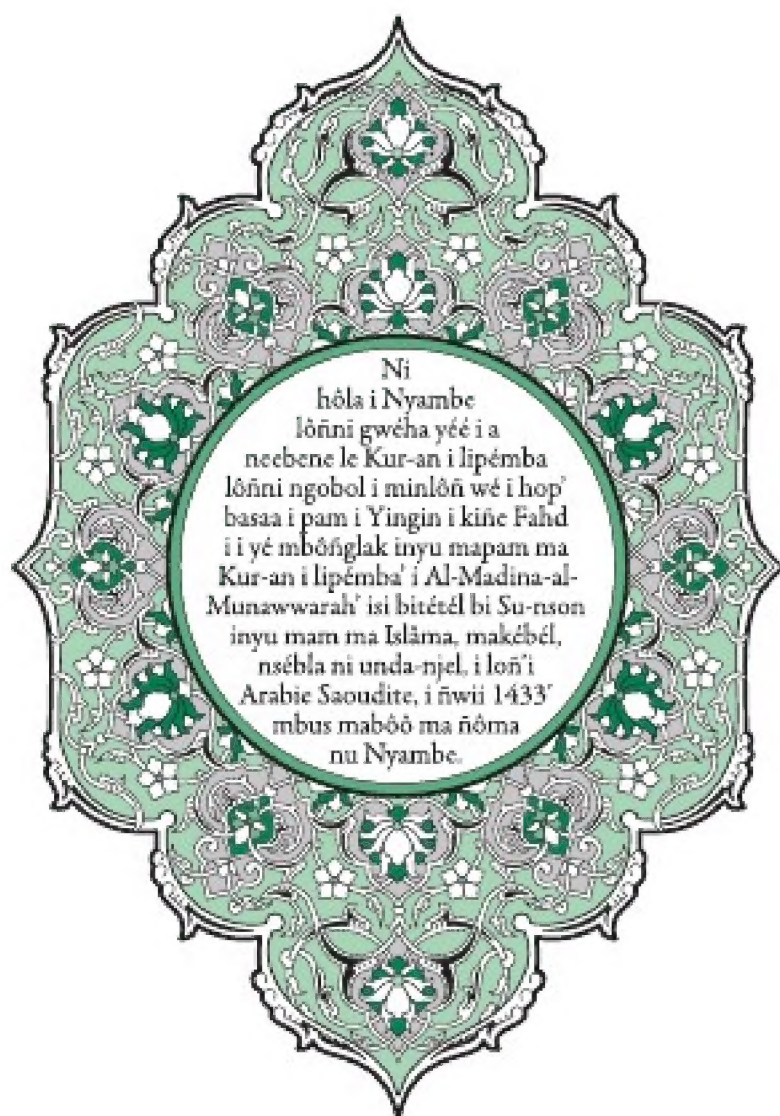 Ni
hôla i Nyambe
lôñni gwéha yéé i a
neebene le Kur-an i lipémba
lôñni ngobol i minlôñ wé i hop'
basaa i pam i Yingin i kiñe Fahd
i i yé mbôñglak inyu mapam ma
Kur-an i lipémba' i Al-Madina-al-
Munawwarah' isi bitétél bi Su-nson
inyu mam ma Islâma, makébél,
nsébla ni unda-njel, i loñ'i
Arabie Saoudite, i ñwii 1433'
mbus mabôô ma ñôma
nu Nyambe.